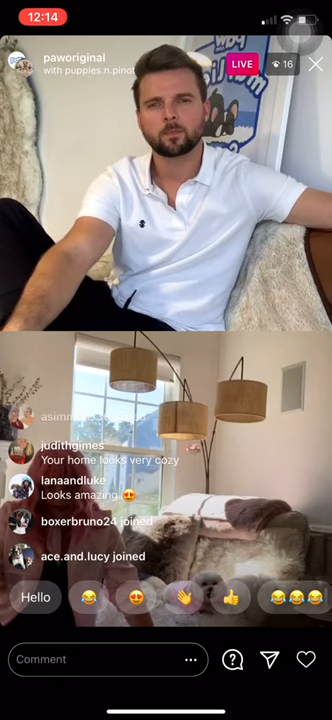 12:14
paworiginal
with puppies.n.pinot
LIVE
16
judithgimes
Your home looks very cozy
lanaandluke
Looks amazing 😍
boxerbruno24 joined
ace.and.lucy joined
Hello 😂 😍 👋 👍 😂😂😂
Comment